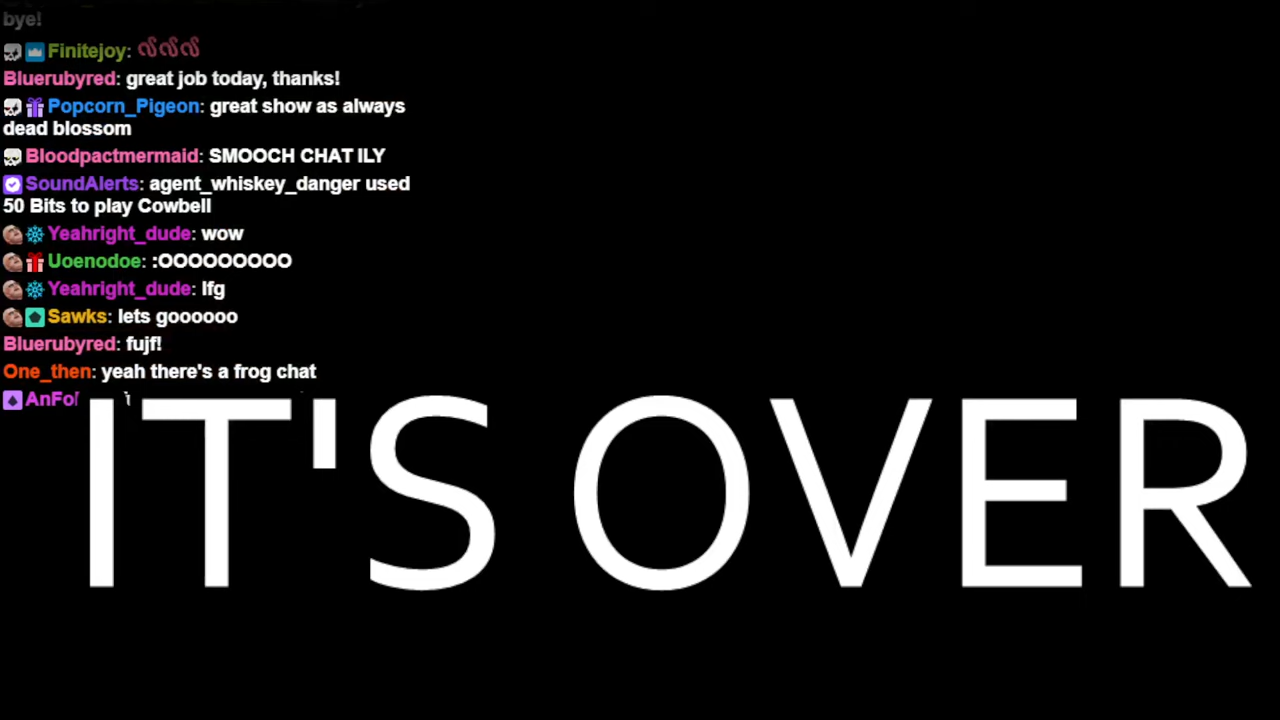 bye!
Finitejoy:
Bluerubyred: great job today, thanks!
Popcorn_Pigeon: great show as always
dead blossom
Bloodpactmermaid: SMOOCH CHAT ILY
SoundAlerts: agent_whiskey_danger used
50 Bits to play Cowbell
Yeahright_dude: wow
Uoenodoe: :OOOOOOOOO
Yeahright_dude: lfg
Sawks: lets goooooo
Bluerubyred: fujf!
One_then: yeah there's a frog chat
IT'S OVER